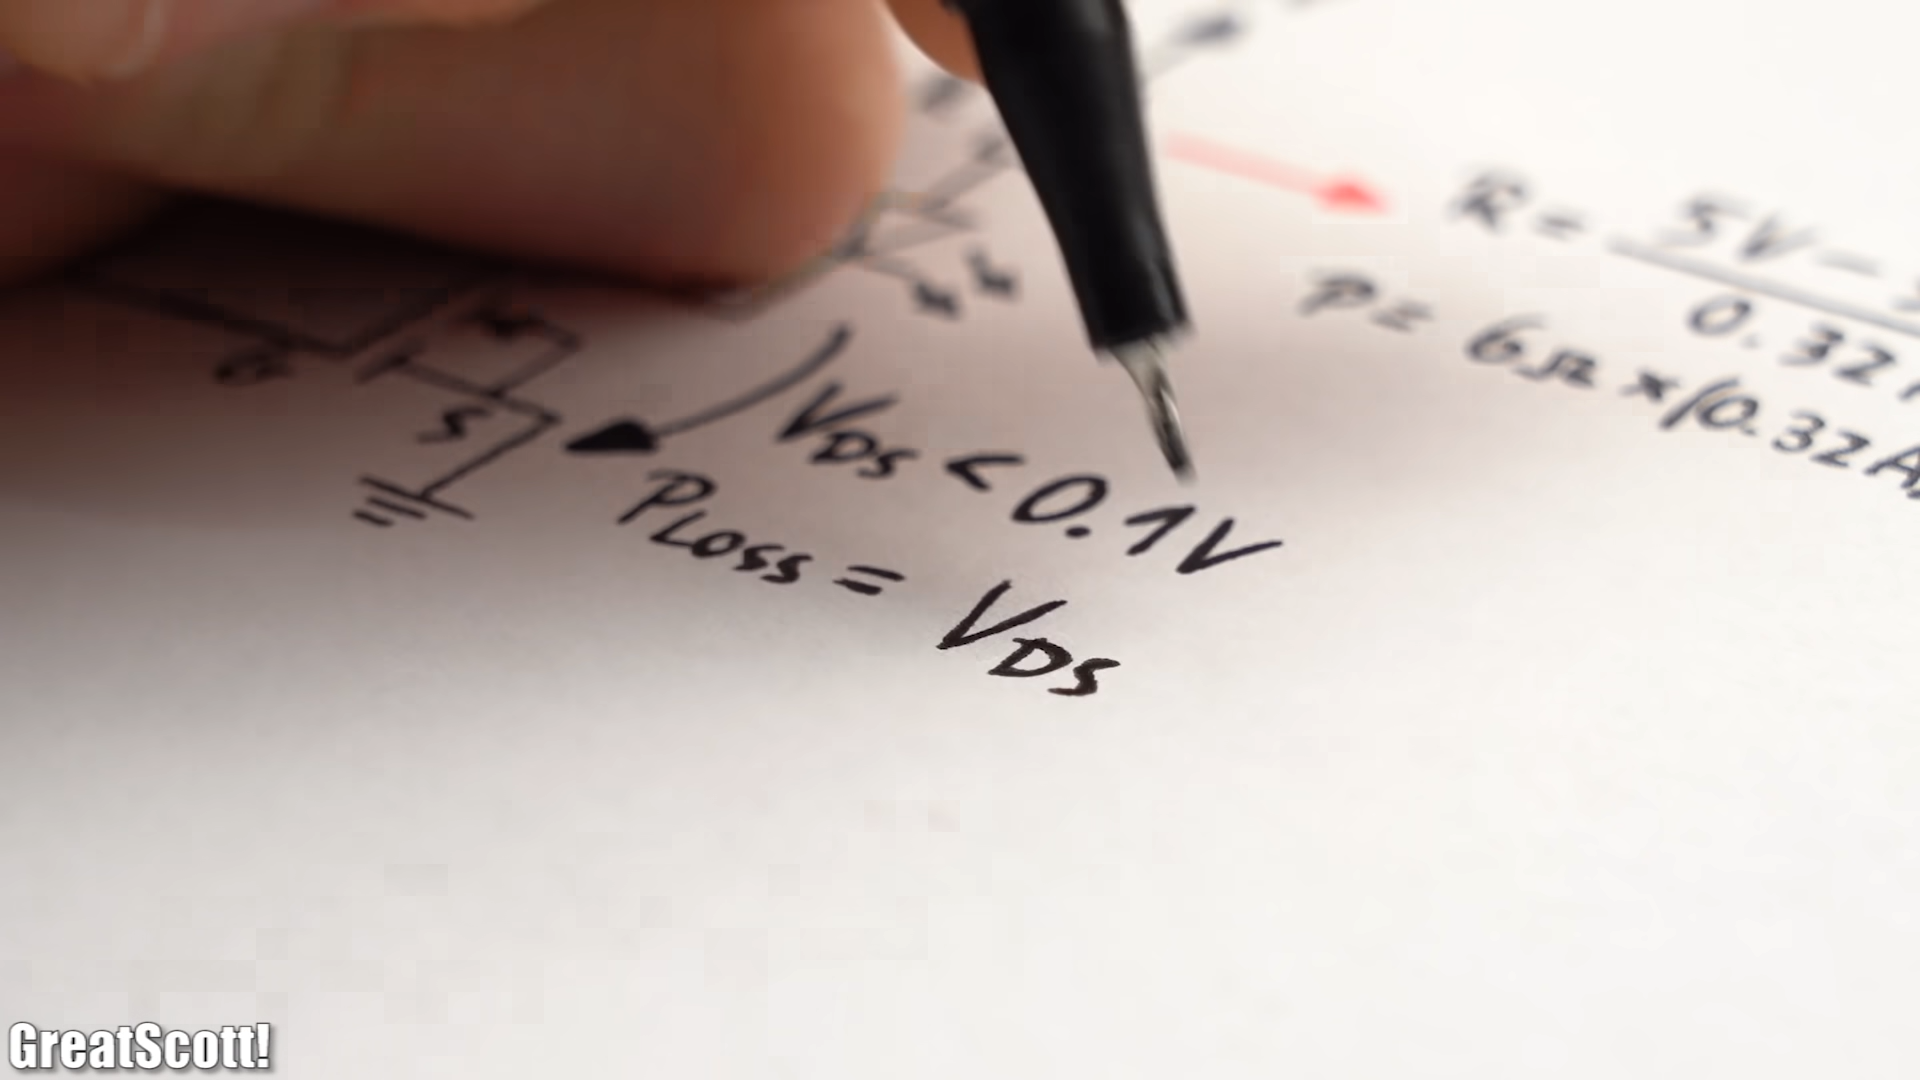 R = 5V -
0.32
P = 6Ω × (0.32A
G
S
VDS < 0.1V
PLOSS = VDS
GreatScott!